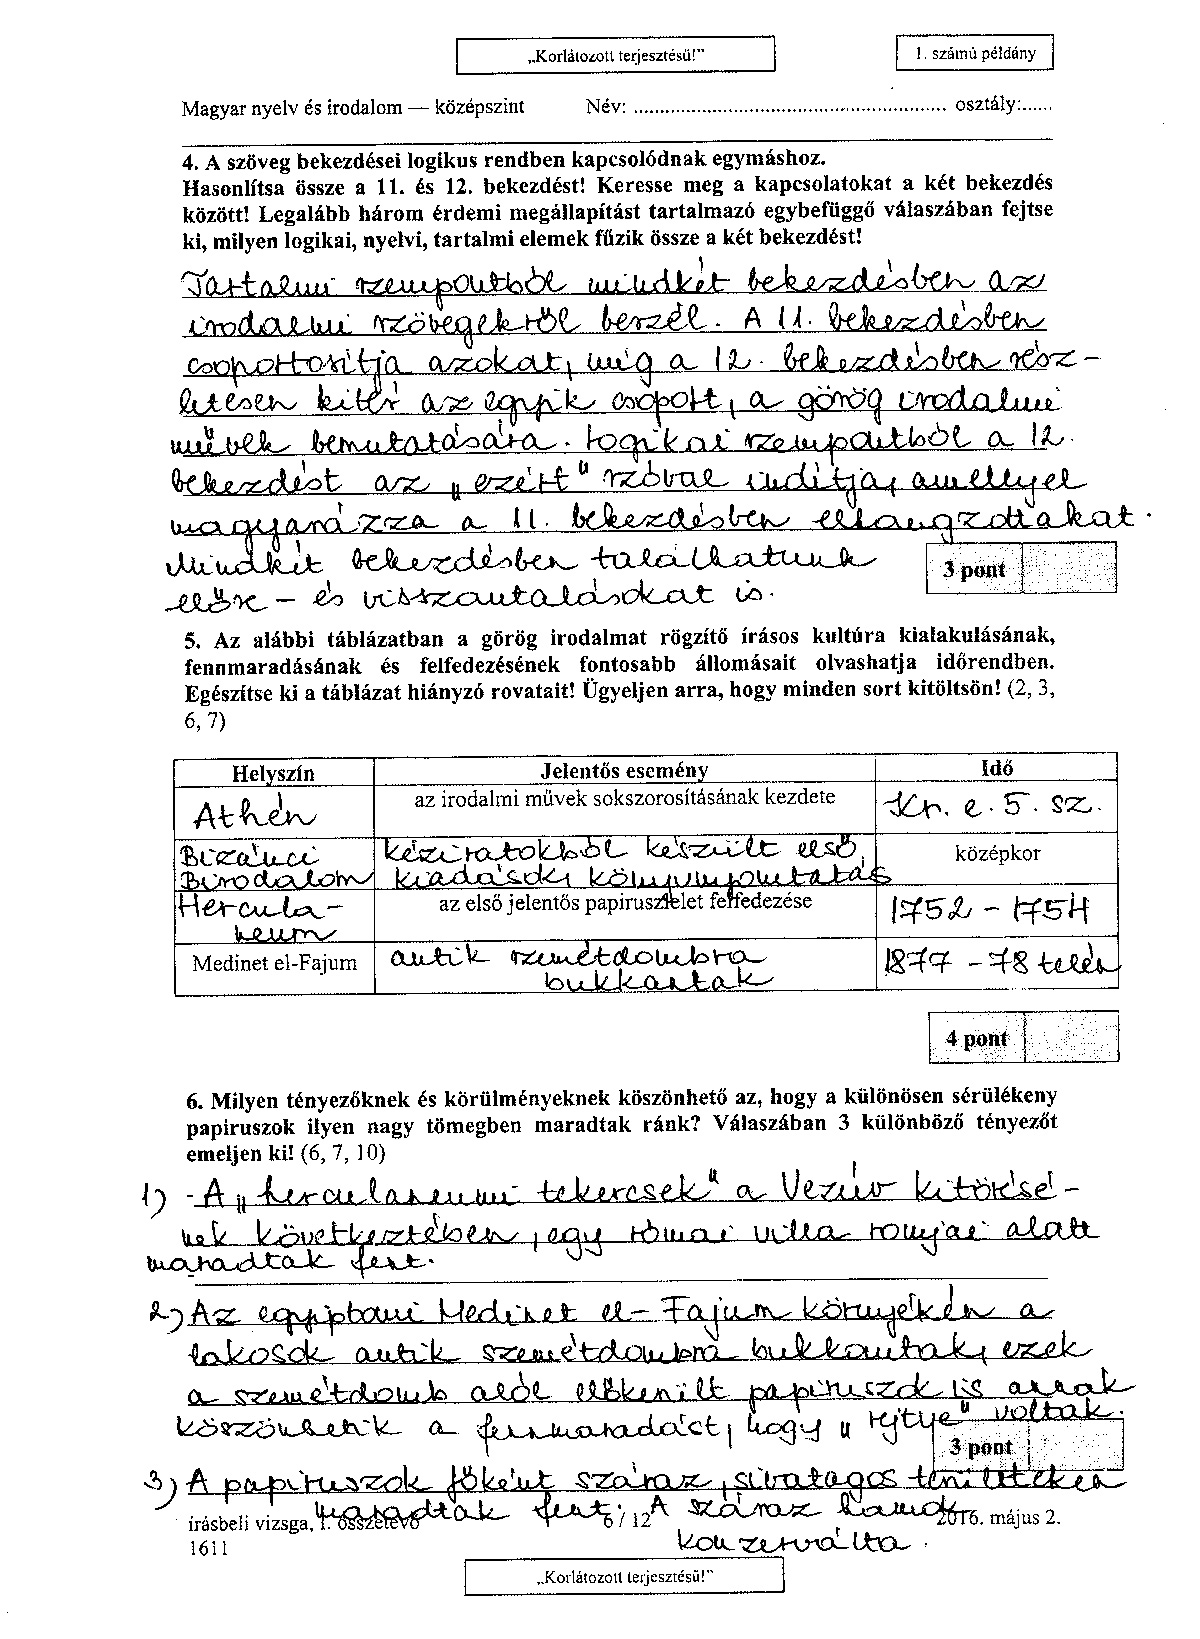 „Korlátozott terjesztésű!”
1. számú példány
Magyar nyelv és irodalom — középszint Név: ........................................................... osztály:......
4. A szöveg bekezdései logikus rendben kapcsolódnak egymáshoz.
Hasonlítsa össze a 11. és 12. bekezdést! Keresse meg a kapcsolatokat a két bekezdés
között! Legalább három érdemi megállapítást tartalmazó egybefüggő válaszában fejtse
ki, milyen logikai, nyelvi, tartalmi elemek fűzik össze a két bekezdést!
Tartalmi szempontból mindkét bekezdésben az
irodalmi szövegekről beszél. A 11. bekezdésben
csoportosítja azokat, míg a 12. bekezdésben rész-
letesen kitér az egyik csoport, a görög irodalmi
művek bemutatására. Logikai szempontból a 12.
bekezdést az „ezért" szóval indítja, amellyel
magyarázza a 11. bekezdésben elhangzottakat.
Mindkét bekezdésben találhatunk
3 pont
előre - és visszautalásokat is.
5. Az alábbi táblázatban a görög irodalmat rögzítő írásos kultúra kialakulásának,
fennmaradásának és felfedezésének fontosabb állomásait olvashatja időrendben.
Egészítse ki a táblázat hiányzó rovatait! Ügyeljen arra, hogy minden sort kitöltsön! (2, 3,
6, 7)
Helyszín Jelentős esemény Idő
Athén az irodalmi művek sokszorosításának kezdete Kr. e. 5. sz.
Bizánci kéziratokból készült első középkor
Birodalom kiadások, könyvnyomtatás
Hercula- az első jelentős papiruszlelet felfedezése 1752 - 1754
neum
Medinet el-Fajum antik szemétdombra 1877 - 78 telén
bukkantak
4 pont
6. Milyen tényezőknek és körülményeknek köszönhető az, hogy a különösen sérülékeny
papiruszok ilyen nagy tömegben maradtak ránk? Válaszában 3 különböző tényezőt
emeljen ki! (6, 7, 10)
1) - A „herculaneumi tekercsek" a Vezúv kitörésé-
nek következtében, egy római villa romjai alatt
maradtak fent.
2) Az egyiptomi Medinet el-Fajum környékén a
lakosok antik szemétdombra bukkantak, ezek
a szemétdomb alól előkerült papiruszok is annak
köszönhetik a fennmaradást, hogy „rejtve" voltak.
3 pont
3) A papiruszok főként száraz, sivatagos területeken
maradtak fent. A száraz homok
írásbeli vizsga, I. összetevő 6 / 12 2016. május 2.
1611
konzerválta.
„Korlátozott terjesztésű!”